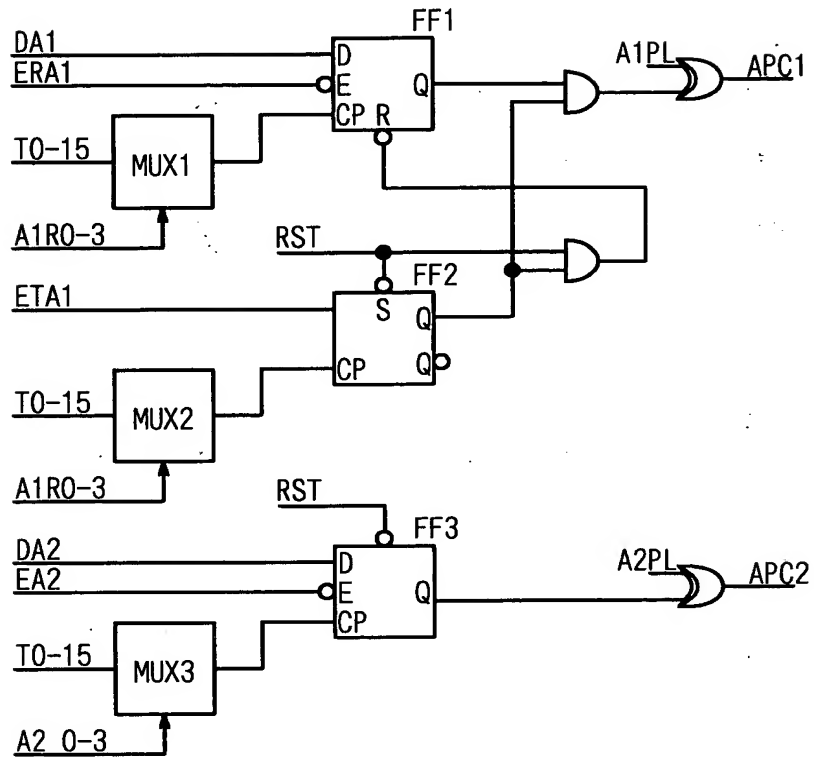 FF1
DA1
D
A1PL
APC1
ERA1
E
Q
CP
R
T0-15
MUX1
A1R0-3
RST
FF2
ETA1
S
Q
Q
CP
T0-15
MUX2
A1R0-3
RST
FF3
DA2
D
A2PL
APC2
EA2
E
Q
CP
T0-15
MUX3
A2 0-3